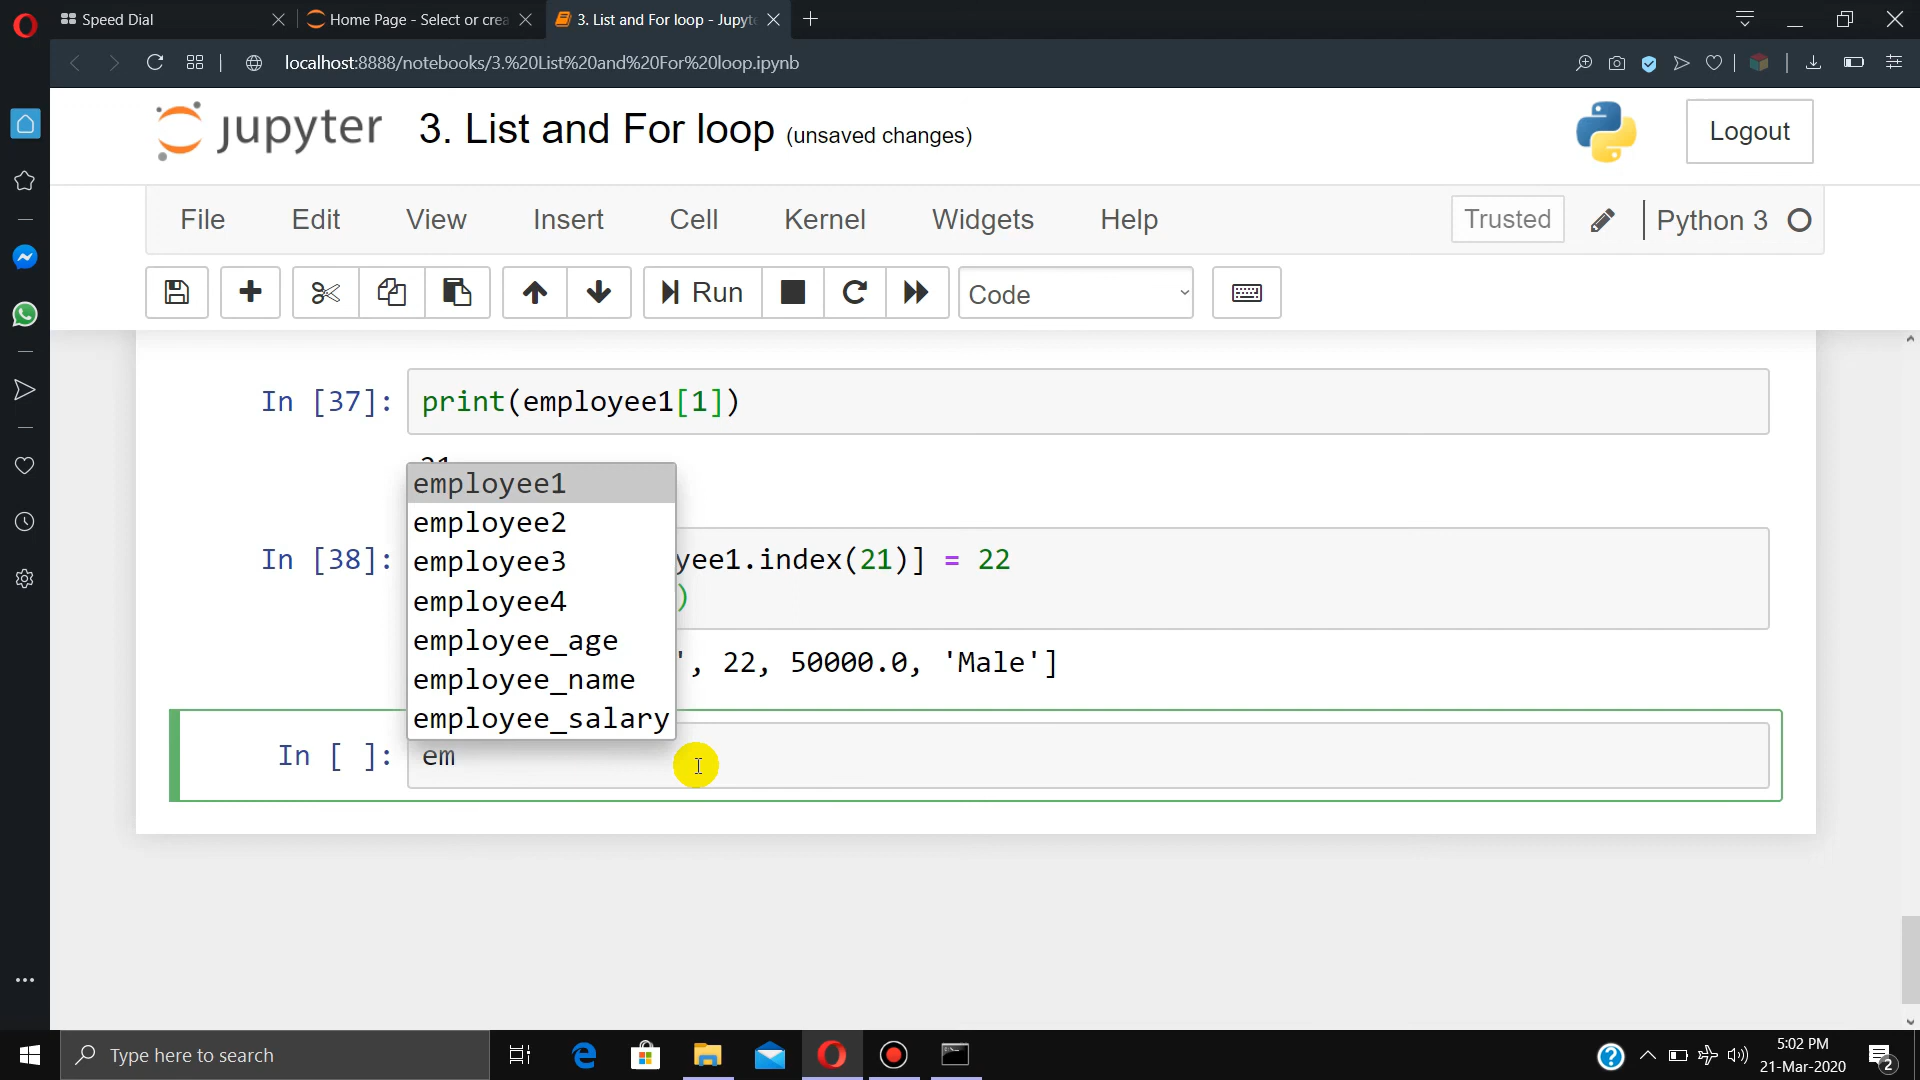 Speed Dial
Home Page - Select or crea
3. List and For loop - Jupyt
localhost:8888/notebooks/3.%20List%20and%20For%20loop.ipynb
jupyter
3. List and For loop (unsaved changes)
Logout
File Edit View Insert Cell Kernel Widgets Help
Trusted
Python 3
Run
Code
In [37]: print(employee1[1])
employee1
employee2
employee3
employee4
employee_age
employee_name
employee_salary
In [38]: yee1.index(21)] = 22
)
', 22, 50000.0, 'Male']
In [ ]: em
Type here to search
5:02 PM
21-Mar-2020
2